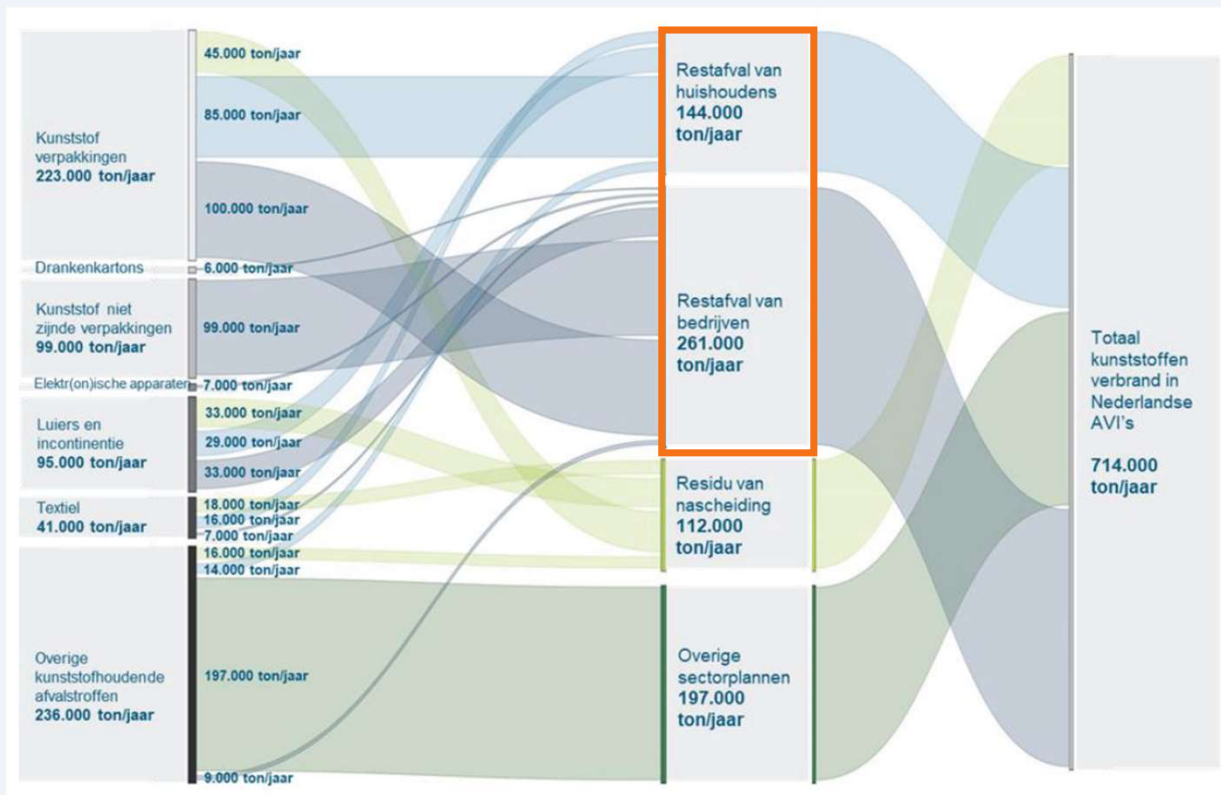 Kunststof
verpakkingen
223.000 ton/jaar
Drankenkartons
Kunststof niet
zijnde verpakkingen
99.000 ton/jaar
Elektr(on)ische apparaten
Luiers en
incontinentie
95.000 ton/jaar
Textiel
41.000 ton/jaar
Overige
kunstofhoudende
afvalstroffen
236.000 ton/jaar
45.000 ton/jaar
85.000 ton/jaar
100.000 ton/jaar
6.000 ton/jaar
99.000 ton/jaar
7.000 ton/jaar
33.000 ton/jaar
29.000 ton/jaar
33.000 ton/jaar
18.000 ton/jaar
16.000 ton/jaar
7.000 ton/jaar
16.000 ton/jaar
14.000 ton/jaar
197.000 ton/jaar
9.000 ton/jaar
Restafval van
huishoudens
144.000
ton/jaar
Restafval van
bedrijven
261.000
ton/jaar
Residu van
nascheiding
112.000
ton/jaar
Overige
sectorplannen
197.000
ton/jaar
Totaal
kunststoffen
verbrand in
Nederlandse
AVI's
714.000
ton/jaar